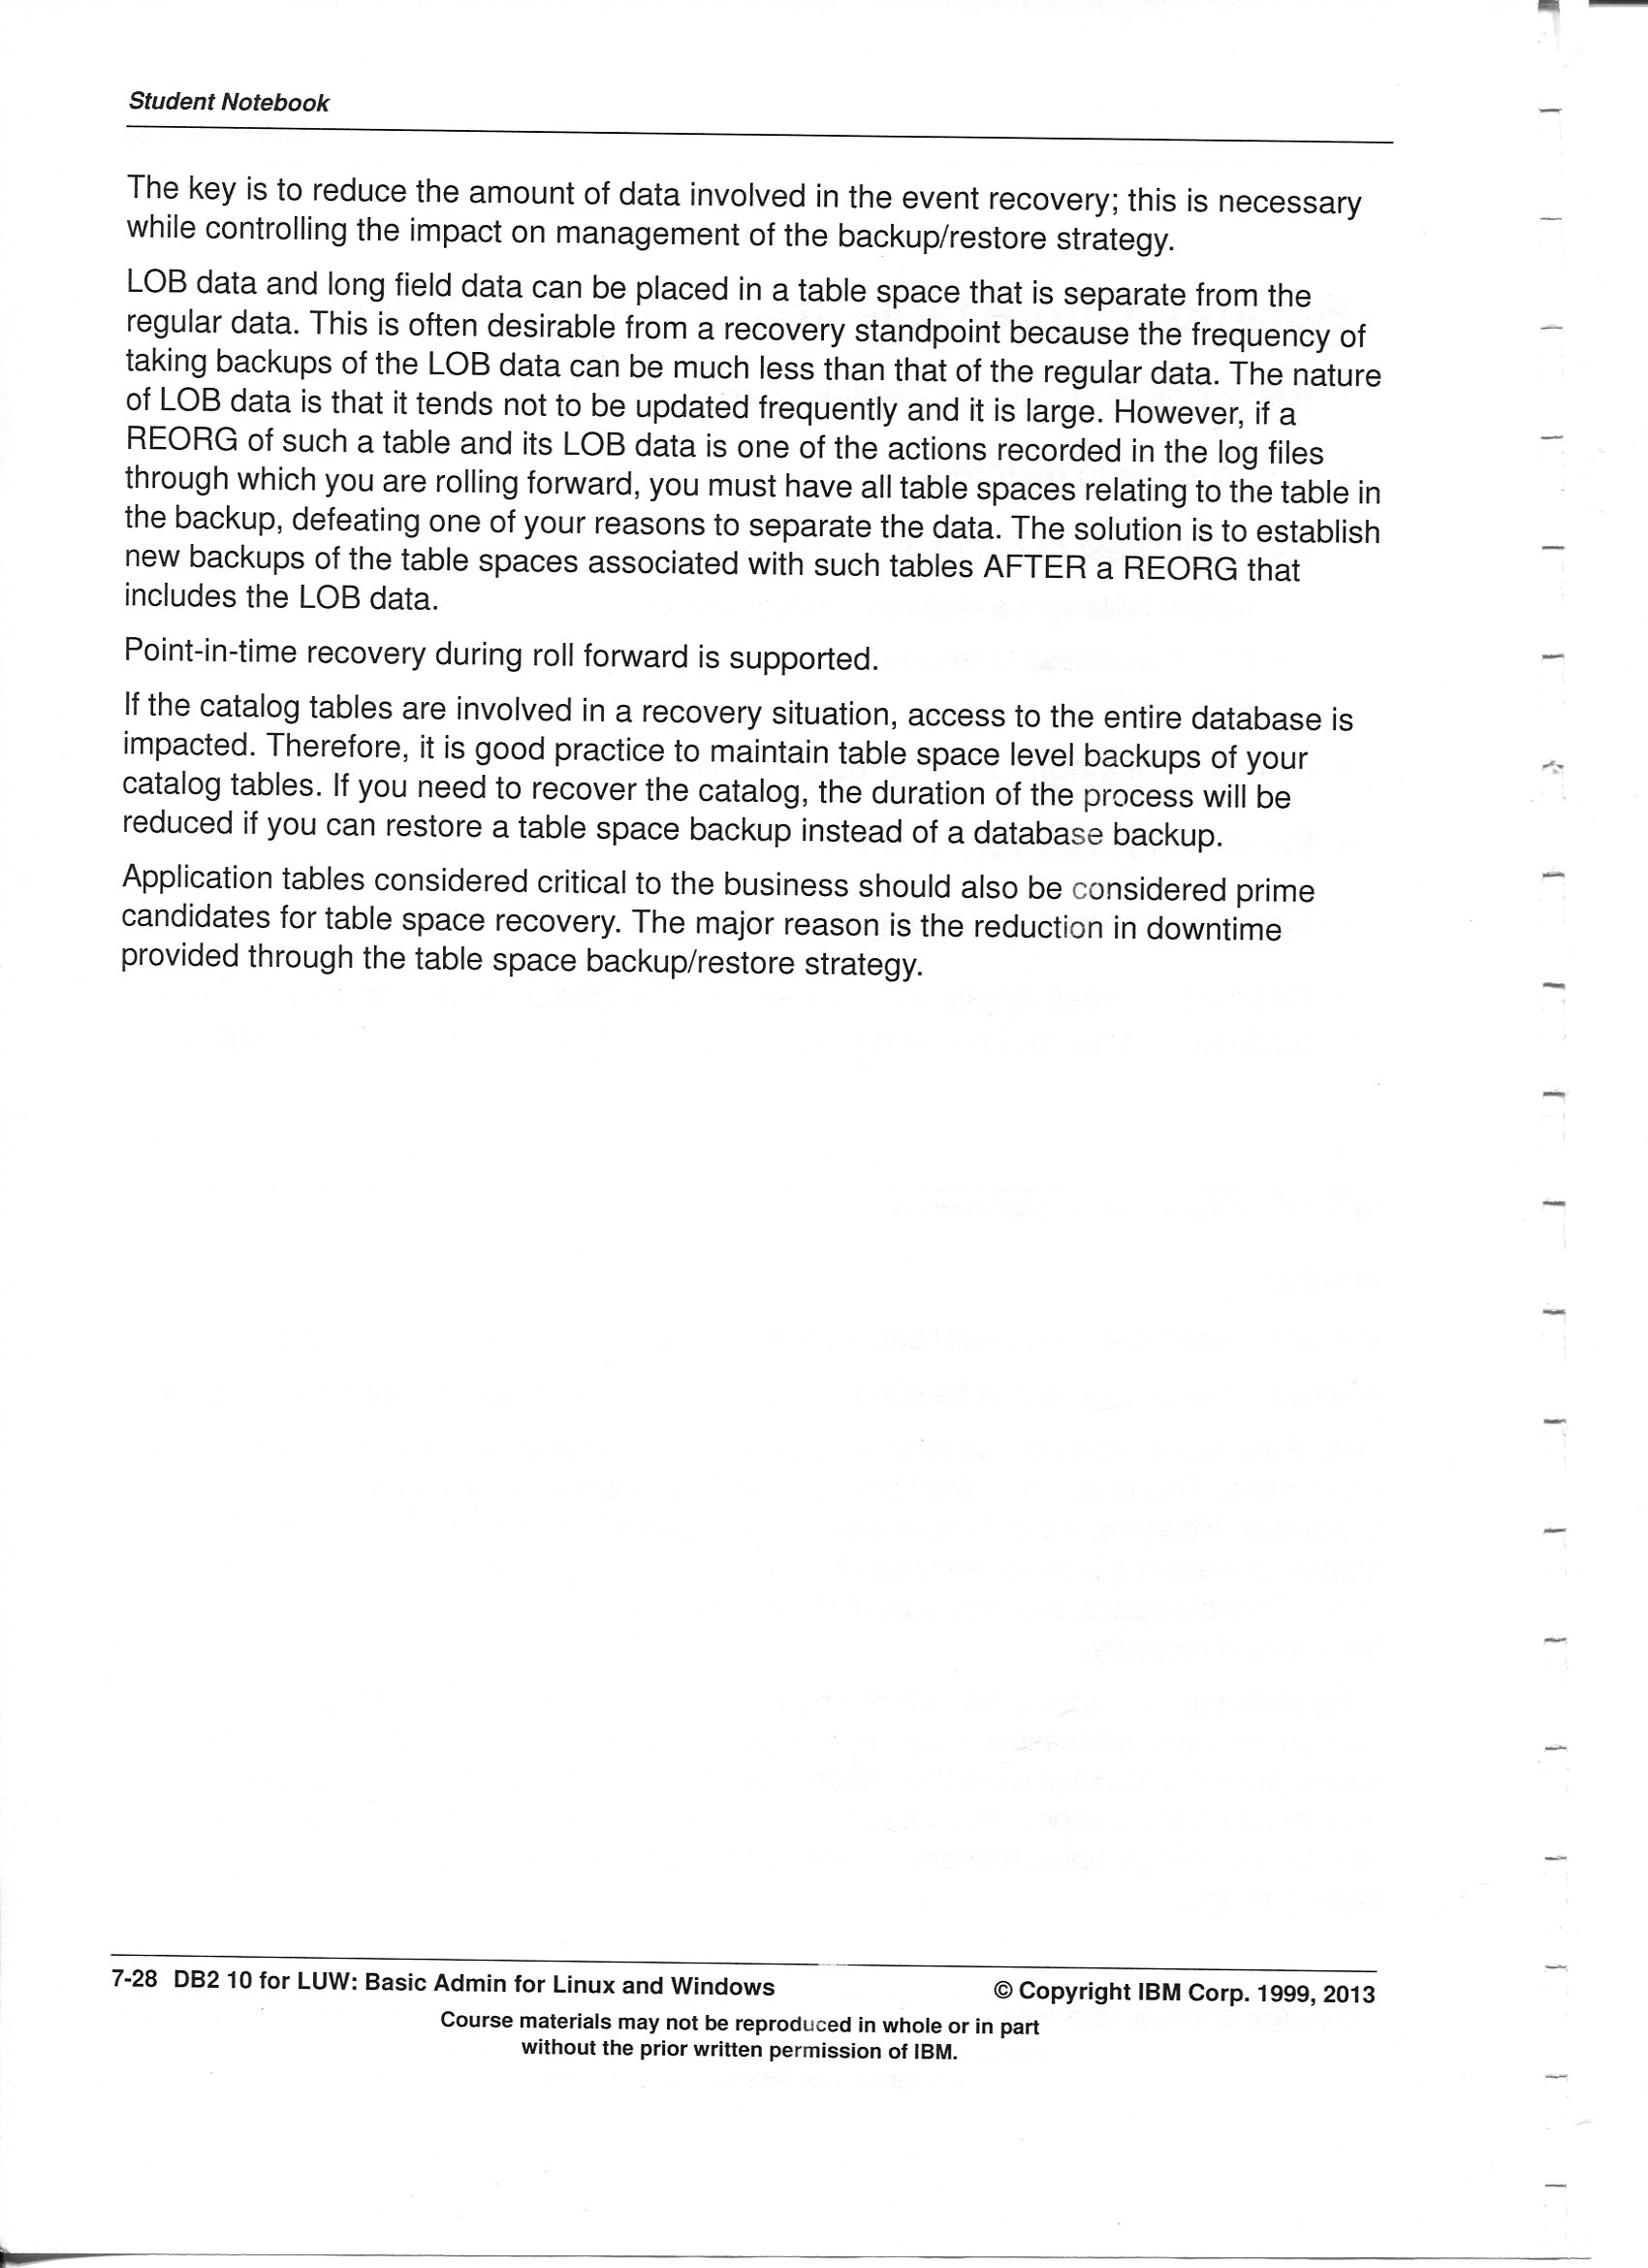 Student Notebook
The key is to reduce the amount of data involved in the event recovery; this is necessary
while controlling the impact on management of the backup/restore strategy.
LOB data and long field data can be placed in a table space that is separate from the
regular data. This is often desirable from a recovery standpoint because the frequency of
taking backups of the LOB data can be much less than that of the regular data. The nature
of LOB data is that it tends not to be updated frequently and it is large. However, if a
REORG of such a table and its LOB data is one of the actions recorded in the log files
through which you are rolling forward, you must have all table spaces relating to the table in
the backup, defeating one of your reasons to separate the data. The solution is to establish
new backups of the table spaces associated with such tables AFTER a REORG that
includes the LOB data.
Point-in-time recovery during roll forward is supported.
If the catalog tables are involved in a recovery situation, access to the entire database is
impacted. Therefore, it is good practice to maintain table space level backups of your
catalog tables. If you need to recover the catalog, the duration of the process will be
reduced if you can restore a table space backup instead of a database backup.
Application tables considered critical to the business should also be considered prime
candidates for table space recovery. The major reason is the reduction in downtime
provided through the table space backup/restore strategy.
7-28 DB2 10 for LUW: Basic Admin for Linux and Windows © Copyright IBM Corp. 1999, 2013
Course materials may not be reproduced in whole or in part
without the prior written permission of IBM.